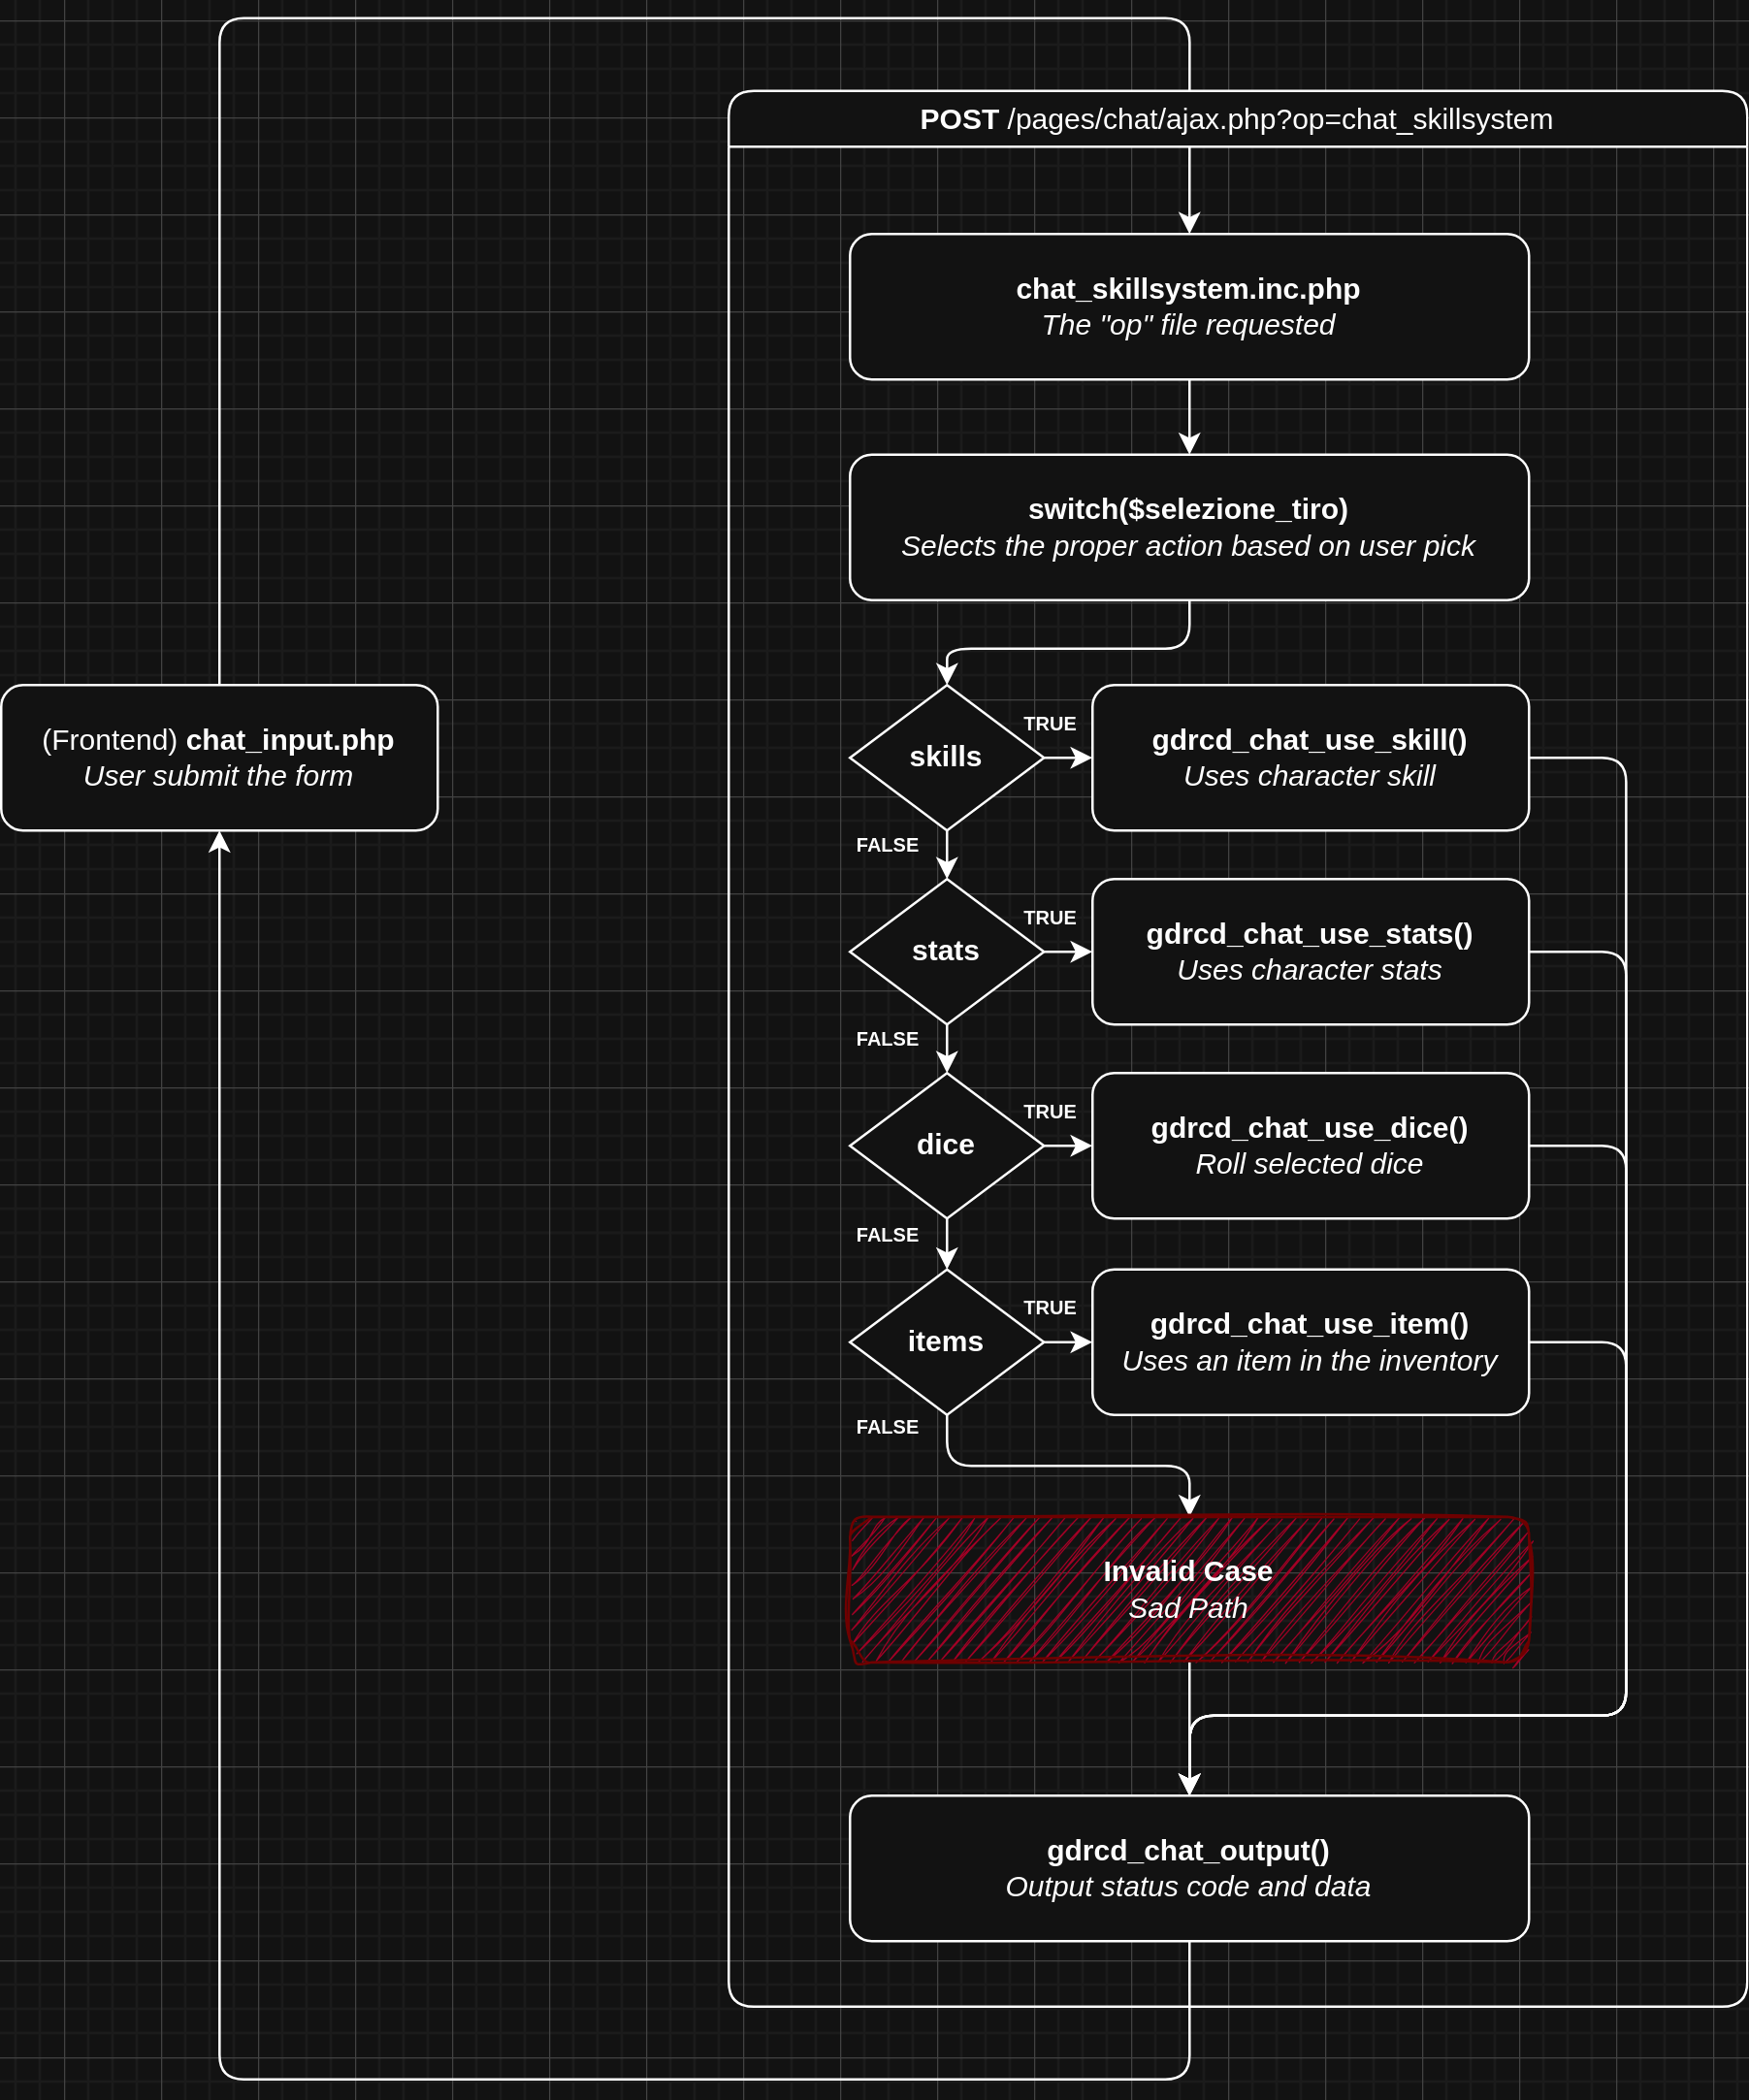 POST /pages/chat/ajax.php?op=chat_skillsystem
chat_skillsystem.inc.php
The "op" file requested
switch($selezione_tiro)
Selects the proper action based on user pick
(Frontend) chat_input.php
User submit the form
skills
TRUE
gdrcd_chat_use_skill()
Uses character skill
FALSE
stats
TRUE
gdrcd_chat_use_stats()
Uses character stats
FALSE
dice
TRUE
gdrcd_chat_use_dice()
Roll selected dice
FALSE
items
TRUE
gdrcd_chat_use_item()
Uses an item in the inventory
FALSE
Invalid Case
Sad Path
gdrcd_chat_output()
Output status code and data